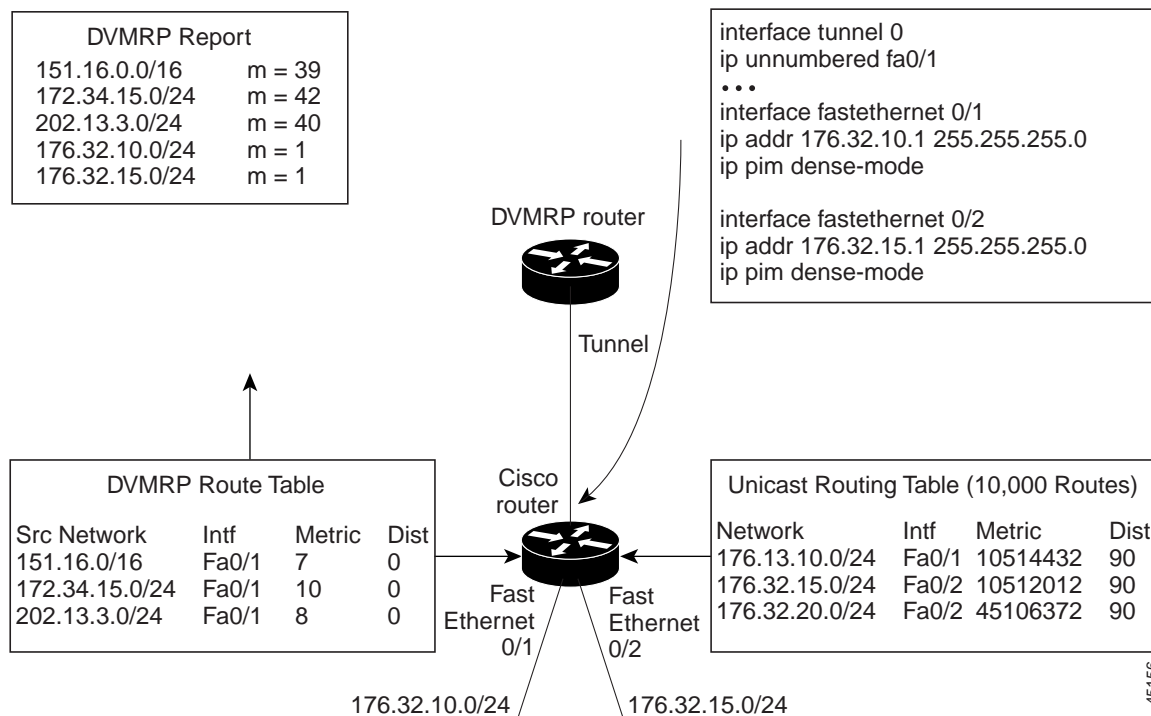 DVMRP Report
151.16.0.0/16 m = 39
172.34.15.0/24 m = 42
202.13.3.0/24 m = 40
176.32.10.0/24 m = 1
176.32.15.0/24 m = 1
interface tunnel 0
ip unnumbered fa0/1
• • •
interface fastethernet 0/1
ip addr 176.32.10.1 255.255.255.0
ip pim dense-mode
interface fastethernet 0/2
ip addr 176.32.15.1 255.255.255.0
ip pim dense-mode
DVMRP router
Tunnel
DVMRP Route Table
Src Network Intf Metric Dist
151.16.0/16 Fa0/1 7 0
172.34.15.0/24 Fa0/1 10 0
202.13.3.0/24 Fa0/1 8 0
Cisco
router
Unicast Routing Table (10,000 Routes)
Network Intf Metric Dist
176.13.10.0/24 Fa0/1 10514432 90
176.32.15.0/24 Fa0/2 10512012 90
176.32.20.0/24 Fa0/2 45106372 90
Fast
Ethernet
0/1
Fast
Ethernet
0/2
176.32.10.0/24
176.32.15.0/24
45156